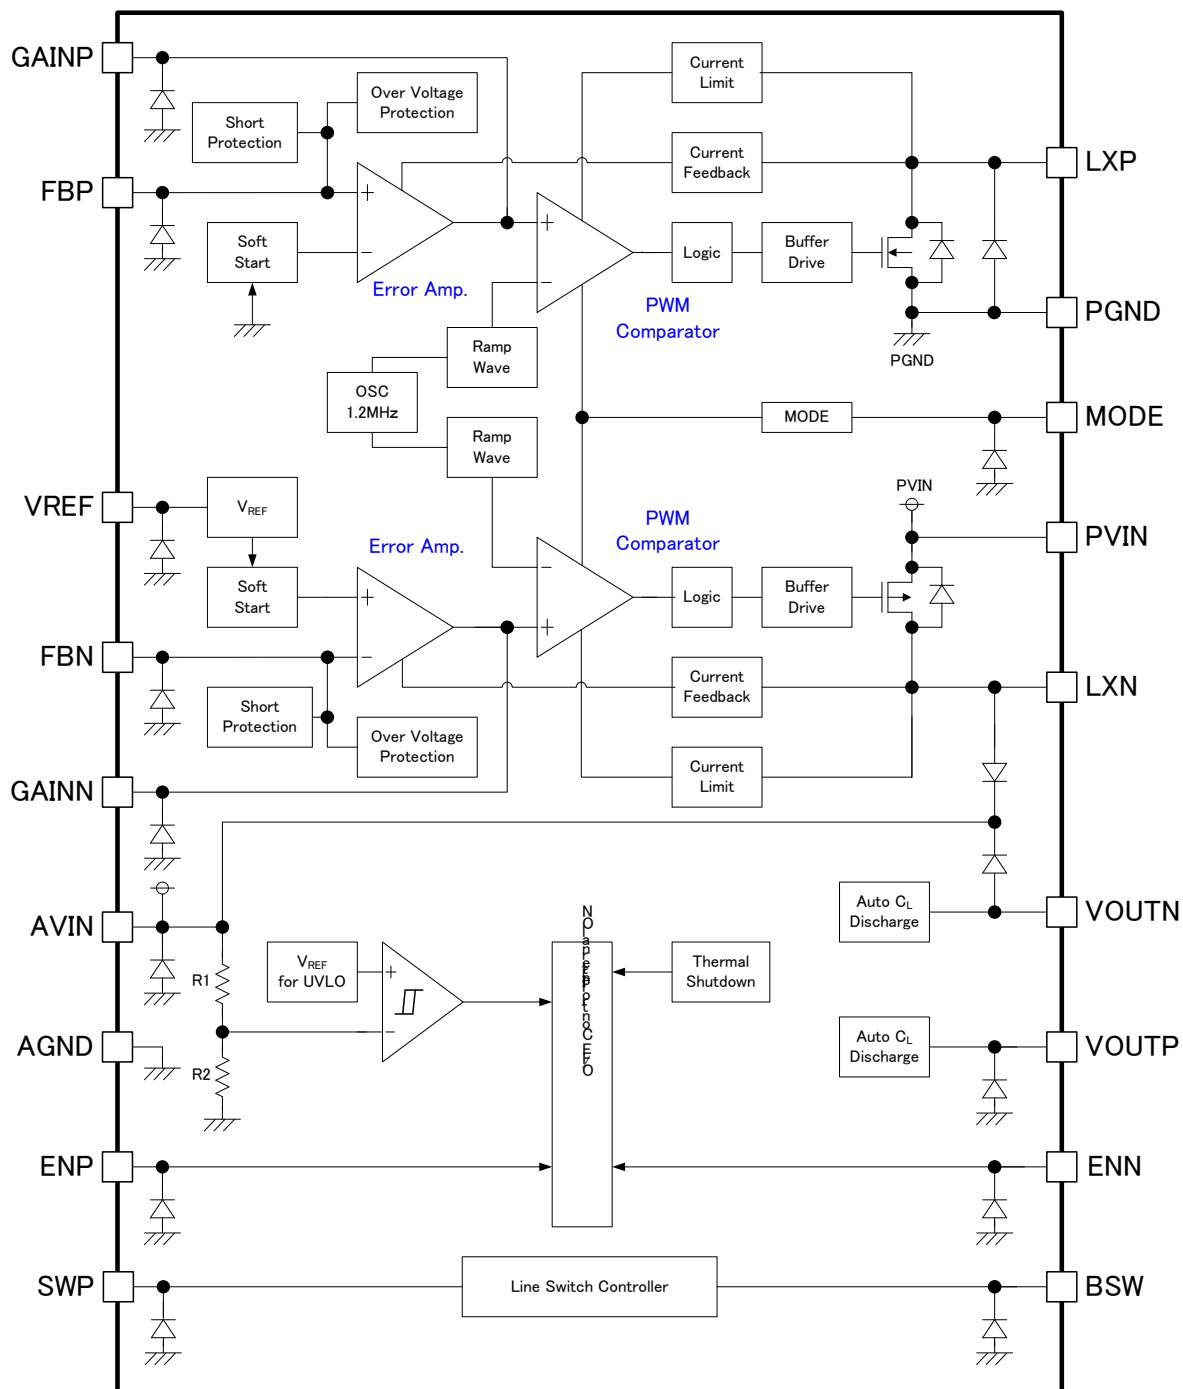 GAINP
Current
Limit
Over Voltage
Protection
Short
Protection
LXP
Current
Feedback
FBP
+
+
Soft
Start
−
Logic
Buffer
Drive
Error Amp.
−
PWM
Comparator
PGND
Ramp
Wave
PGND
OSC
1.2MHz
MODE
MODE
Ramp
Wave
PVIN
VREF
VREF
PWM
Comparator
Error Amp.
PVIN
−
Soft
Start
+
Logic
Buffer
Drive
+
FBN
−
Current
Feedback
LXN
Short
Protection
Over Voltage
Protection
Current
Limit
GAINN
AVIN
Auto CL
Discharge
VOUTN
R1
VREF
for UVLO
+
Thermal
Shutdown
−
AGND
R2
Auto CL
Discharge
VOUTP
ENP
ENN
SWP
Line Switch Controller
BSW